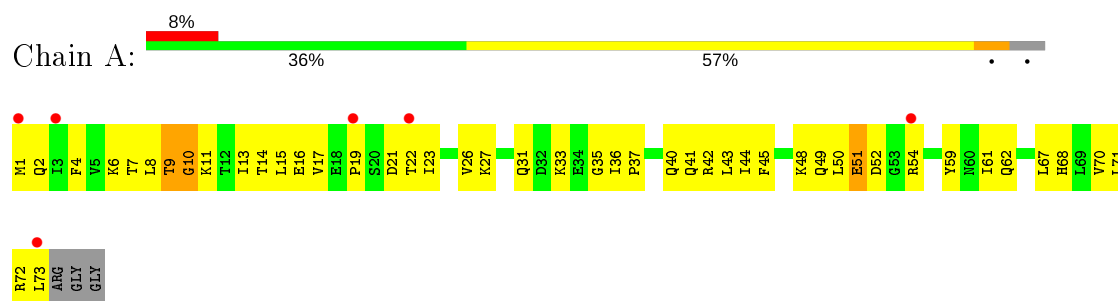 8%
Chain A:
36% 57% • •
M1 Q2 I3 F4 V5 K6 T7 L8 T9 G10 K11 T12 I13 T14 L15 E16 V17 E18 P19 S20 D21 T22 I23 V26 K27 Q31 D32 K33 E34 G35 I36 P37 Q40 Q41 R42 L43 I44 F45 K48 Q49 L50 E51 D52 G53 R54 Y59 N60 I61 Q62 L67 H68 L69 V70 L71
R72 L73 ARG GLY GLY